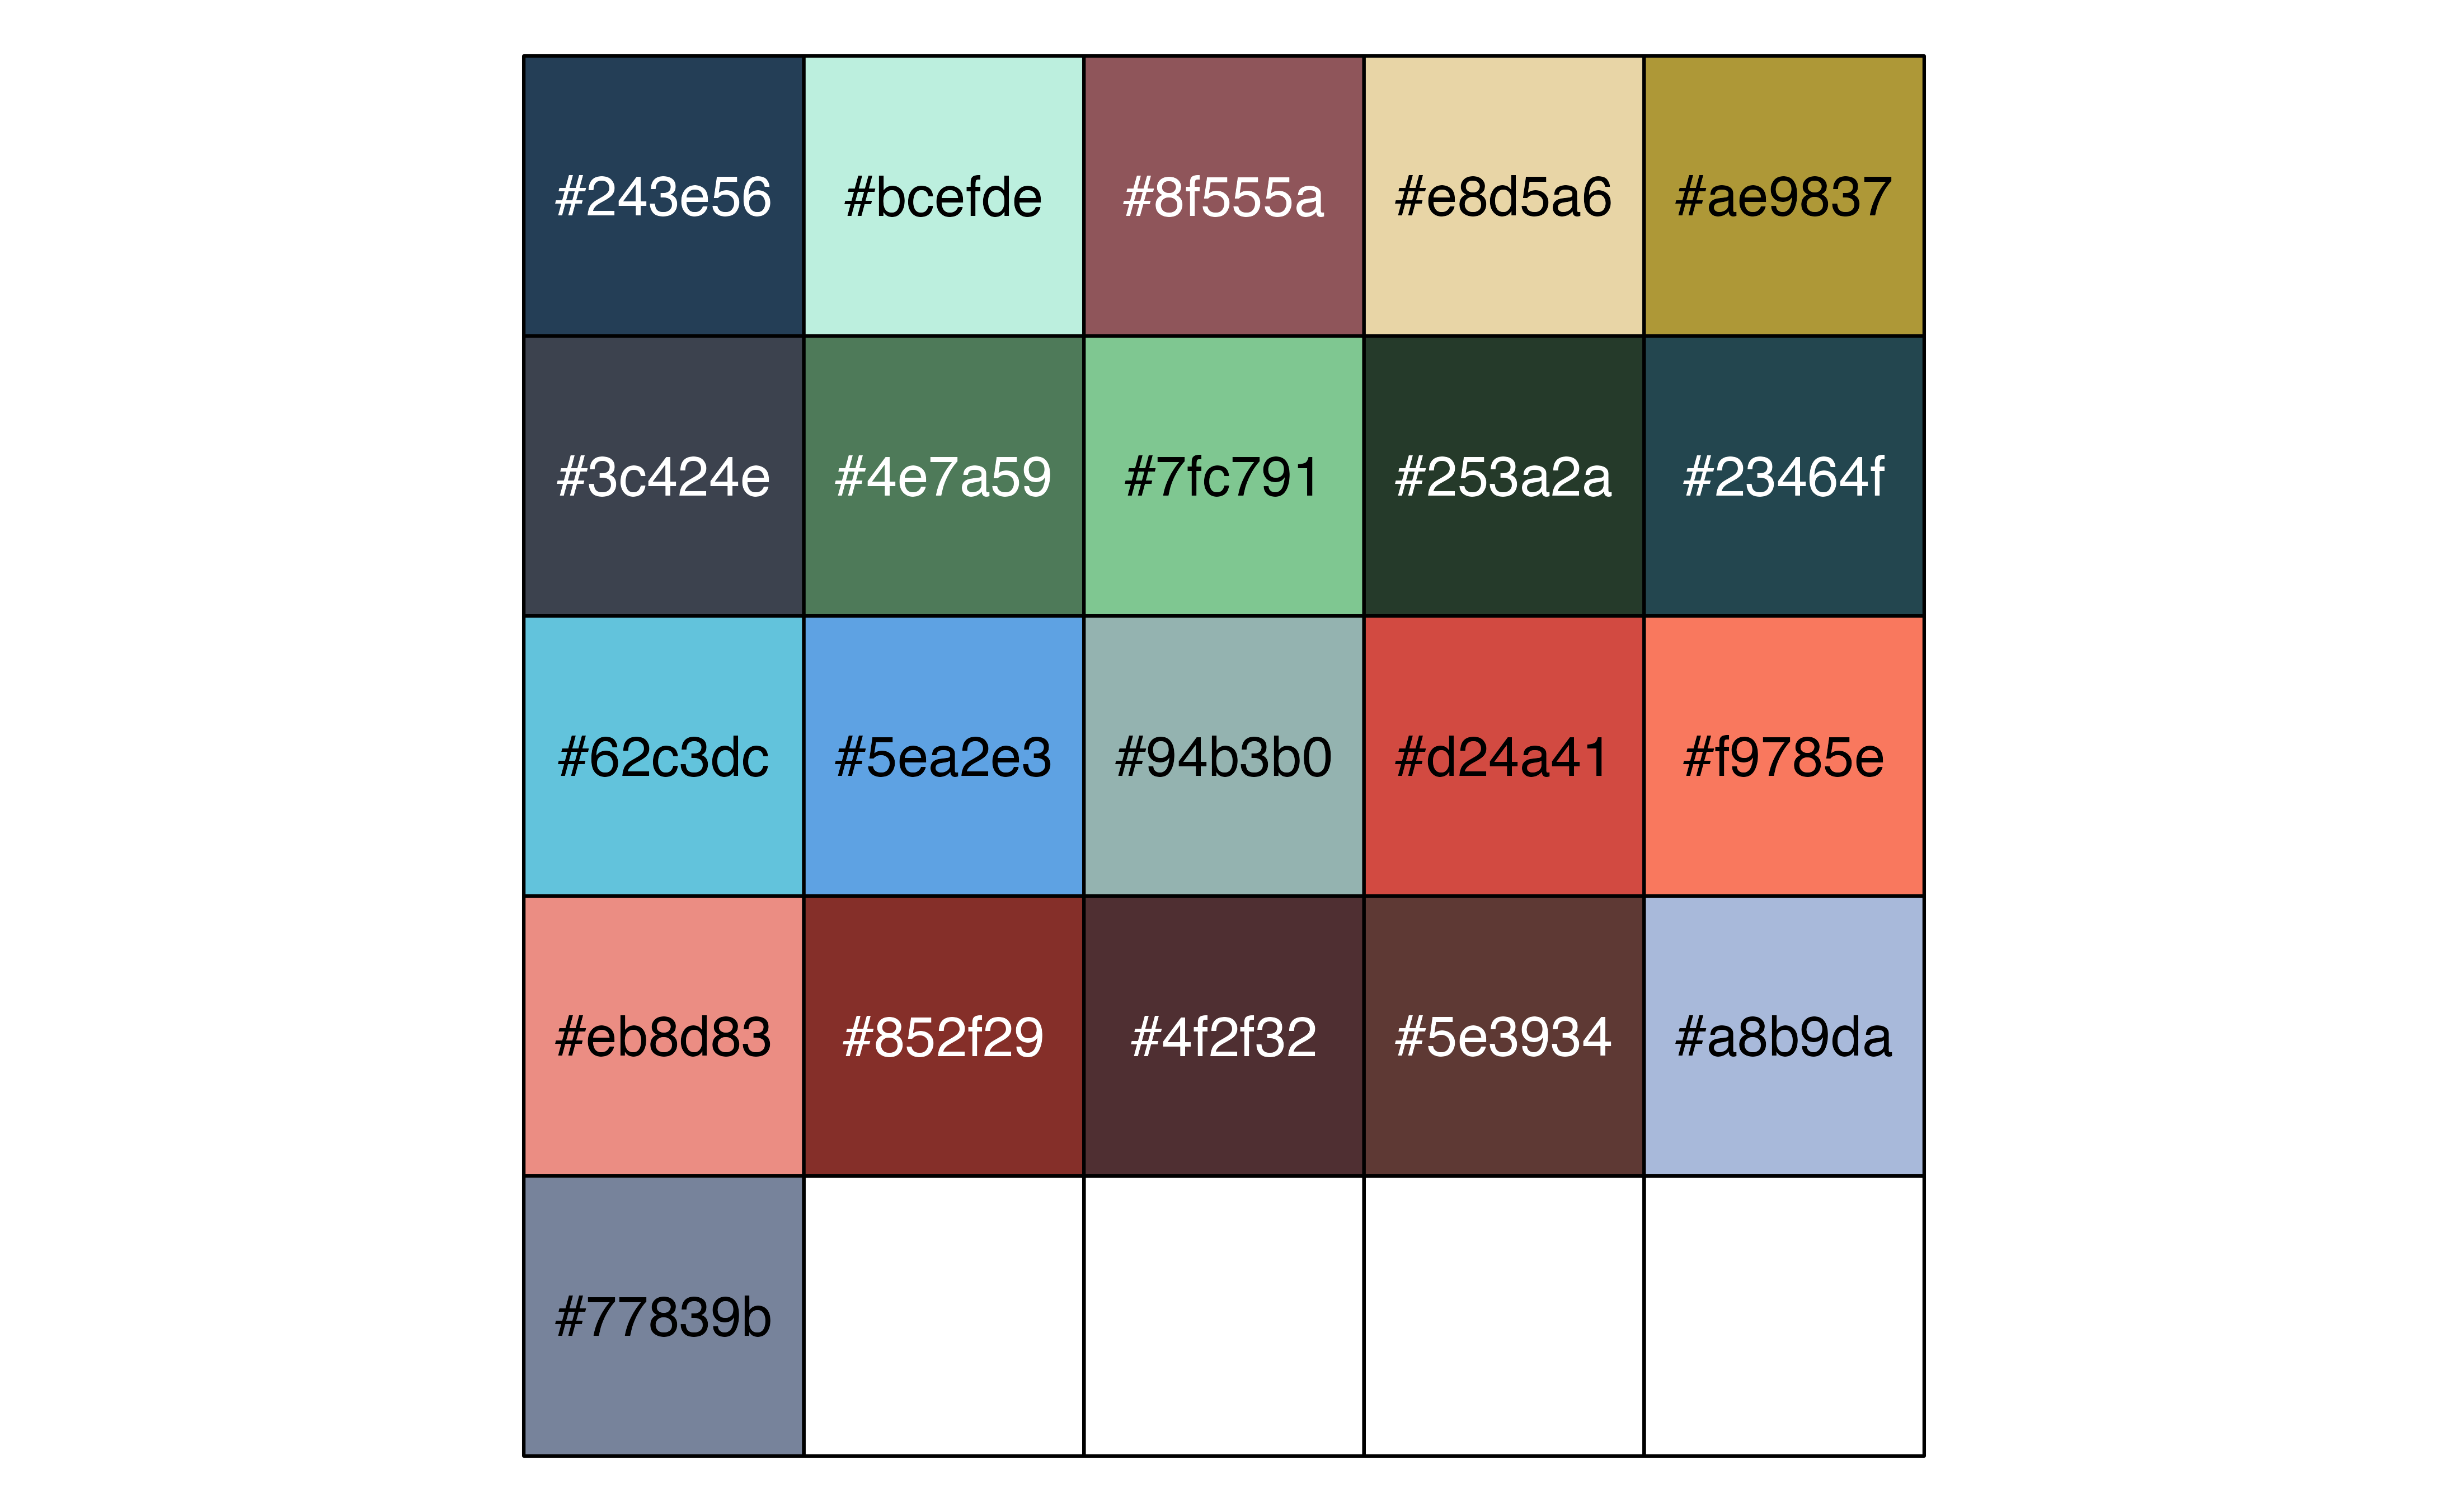 #243e56 #bcefde #8f555a #e8d5a6 #ae9837
#3c424e #4e7a59 #7fc791 #253a2a #23464f
#62c3dc #5ea2e3 #94b3b0 #d24a41 #f9785e
#eb8d83 #852f29 #4f2f32 #5e3934 #a8b9da
#77839b